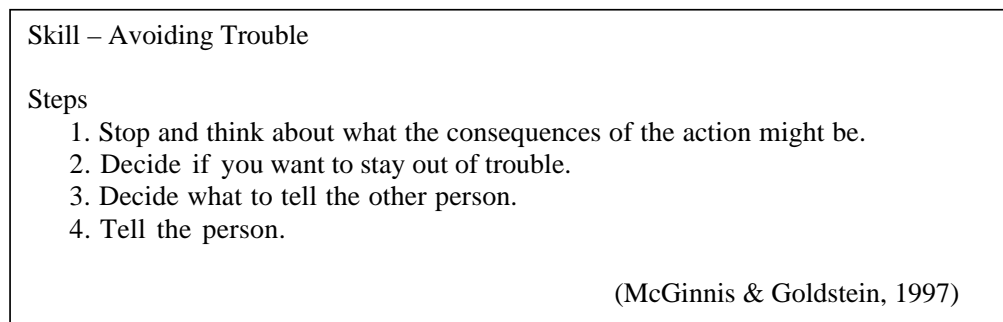 Skill – Avoiding Trouble
Steps
1. Stop and think about what the consequences of the action might be.
2. Decide if you want to stay out of trouble.
3. Decide what to tell the other person.
4. Tell the person.
(McGinnis & Goldstein, 1997)